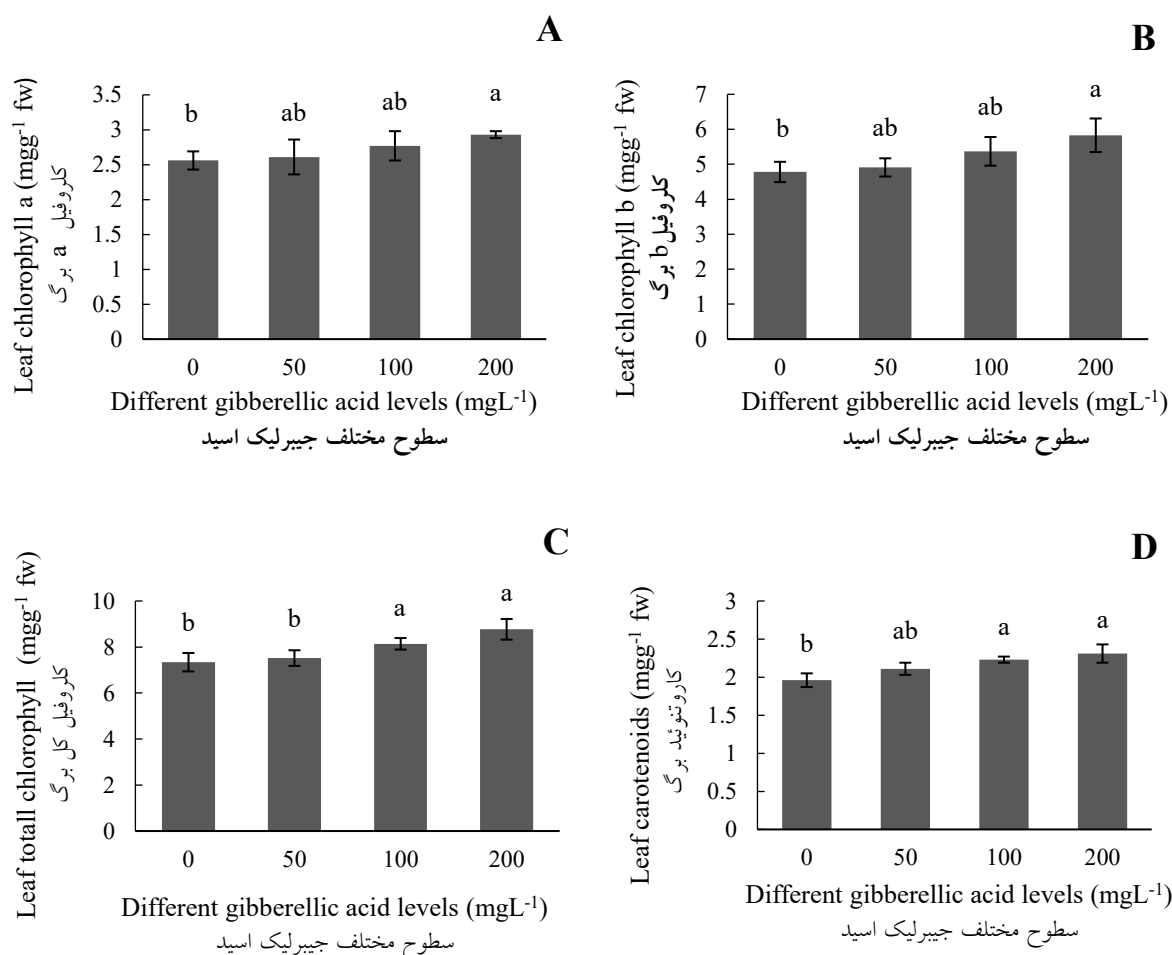 A
Leaf chlorophyll a (mgg-1 fw)
کلروفیل a برگ
3.5
3
2.5
2
1.5
1
0.5
0
b
ab
ab
a
0
50
100
200
Different gibberellic acid levels (mgL-1)
سطوح مختلف جیبرلیک اسید
B
Leaf chlorophyll b (mgg-1 fw)
کلروفیل b برگ
7
6
5
4
3
2
1
0
b
ab
ab
a
0
50
100
200
Different gibberellic acid levels (mgL-1)
سطوح مختلف جیبرلیک اسید
C
Leaf totall chlorophyll (mgg-1 fw)
کلروفیل کل برگ
10
8
6
4
2
0
b
b
a
a
0
50
100
200
Different gibberellic acid levels (mgL-1)
سطوح مختلف جیبرلیک اسید
D
Leaf carotenoids (mgg-1 fw)
کاروتنوئید برگ
3
2.5
2
1.5
1
0.5
0
b
ab
a
a
0
50
100
200
Different gibberellic acid levels (mgL-1)
سطوح مختلف جیبرلیک اسید